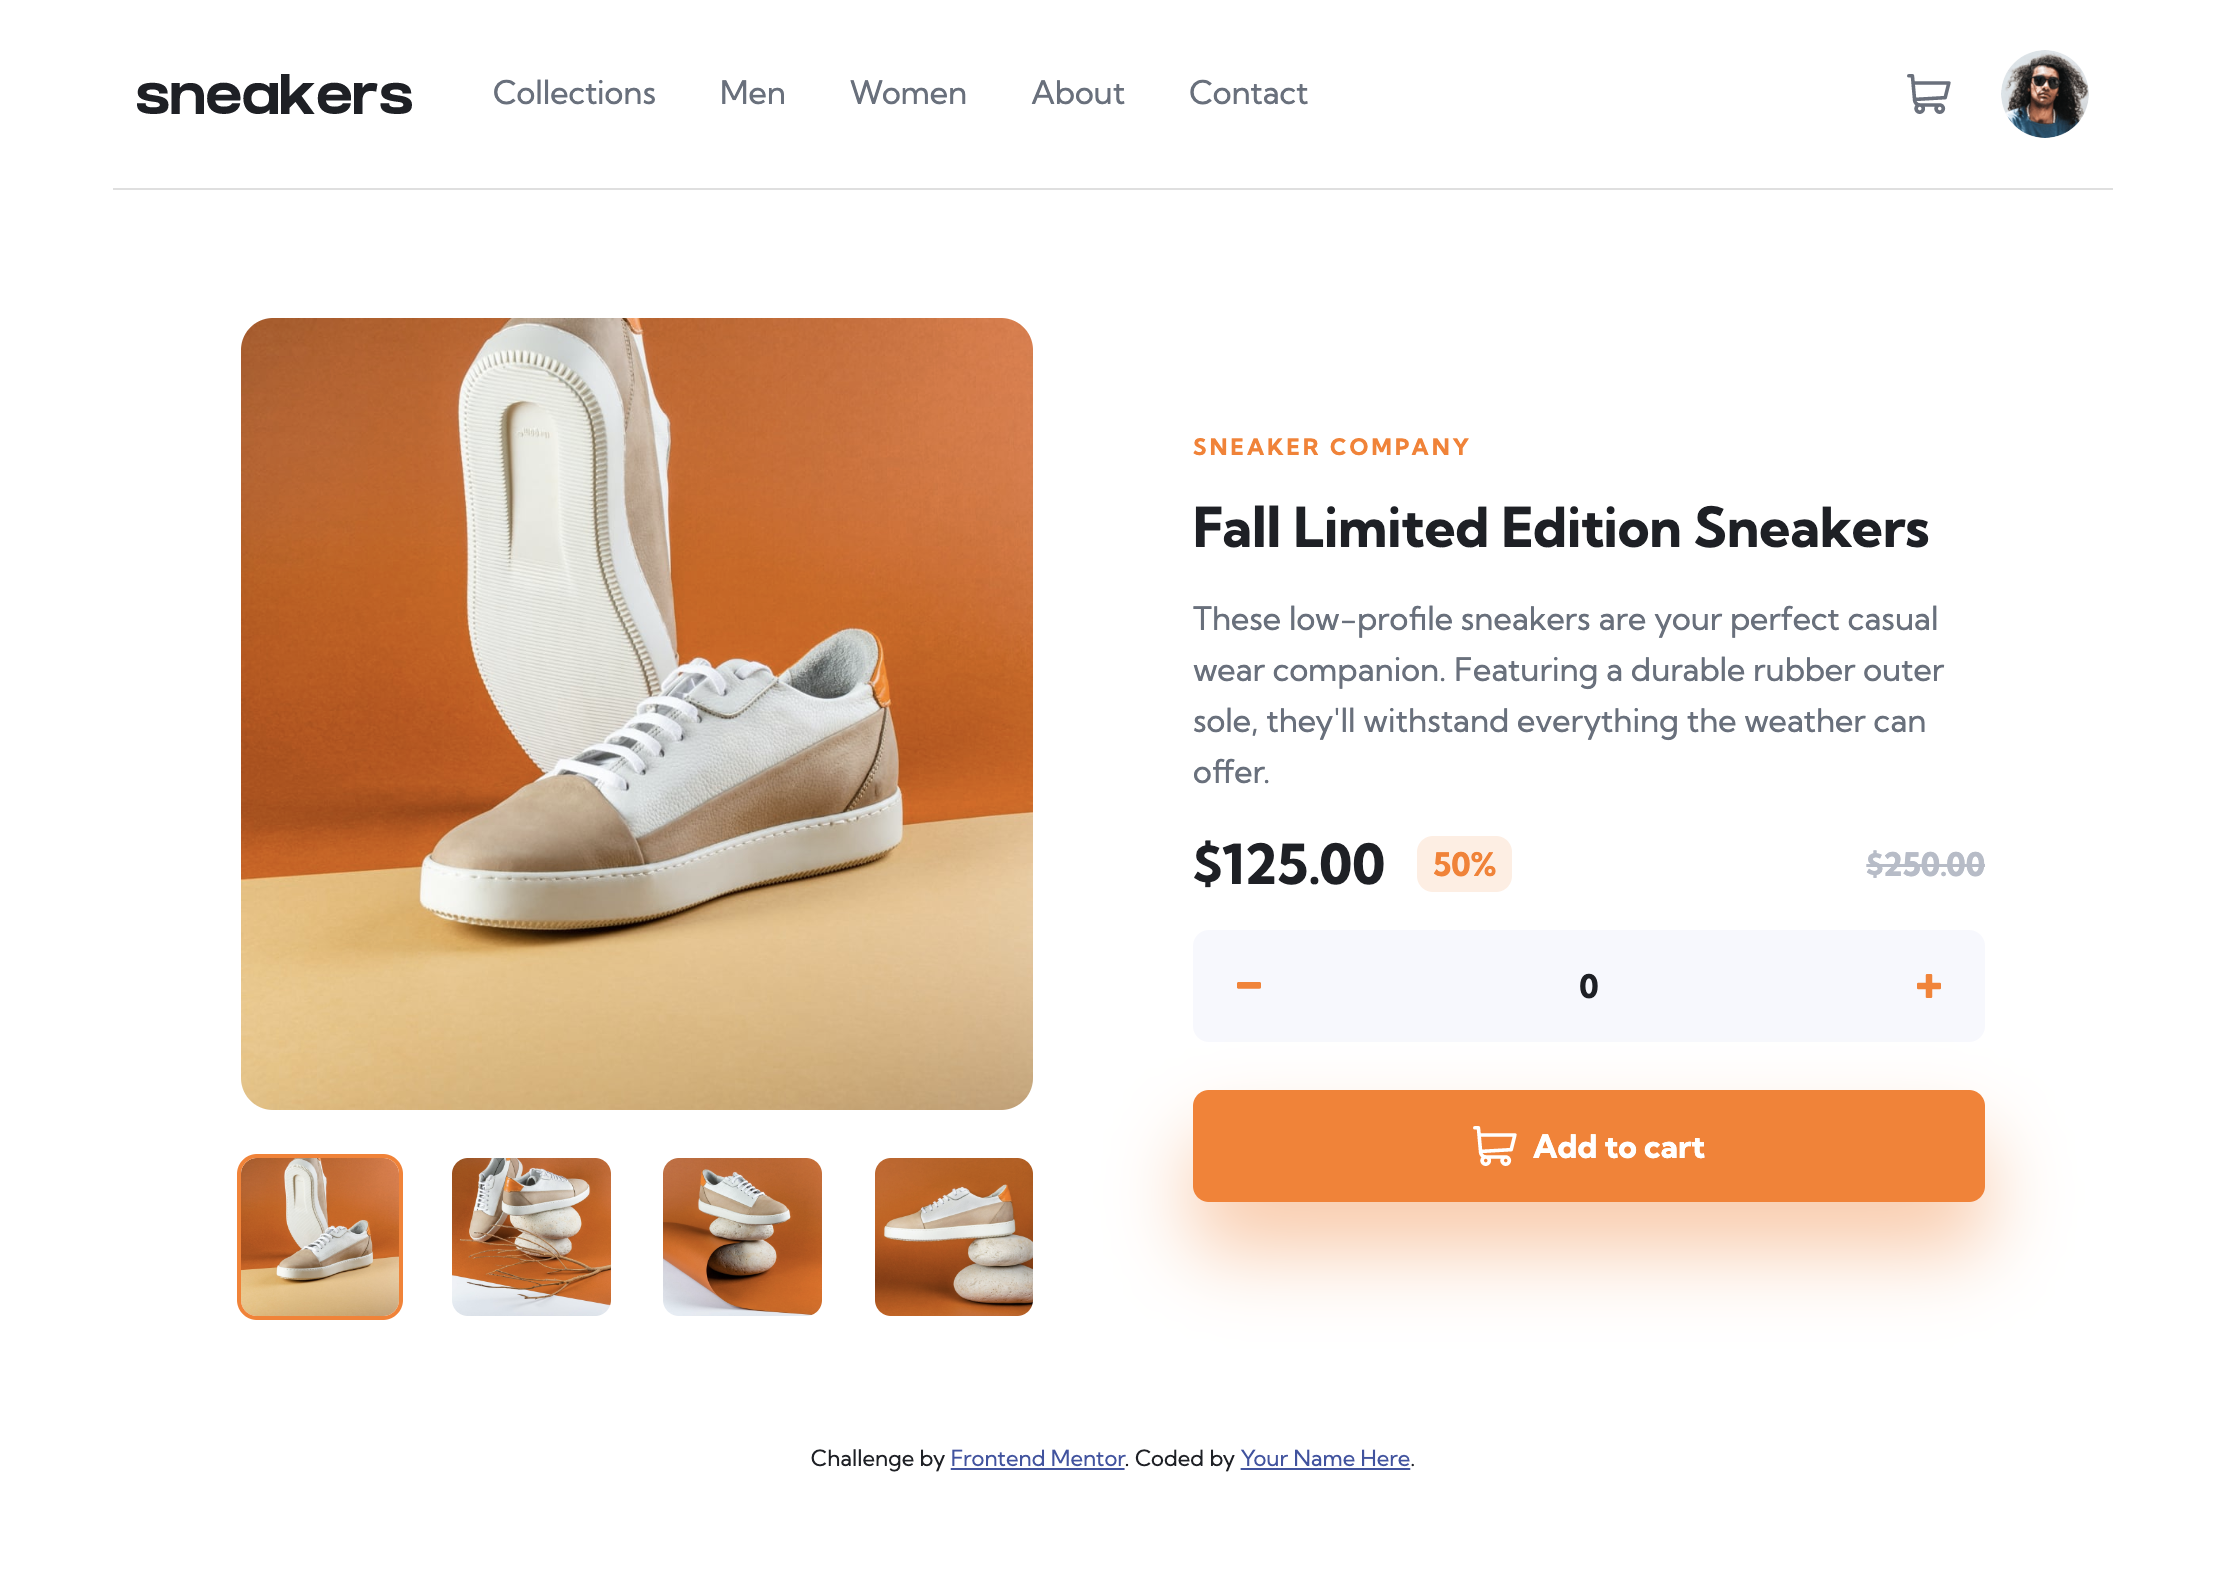 sneakers
Collections Men Women About Contact
SNEAKER COMPANY
Fall Limited Edition Sneakers
These low-profile sneakers are your perfect casual
wear companion. Featuring a durable rubber outer
sole, they'll withstand everything the weather can
offer.
$125.00 50% $250.00
0
Add to cart
Challenge by Frontend Mentor. Coded by Your Name Here.